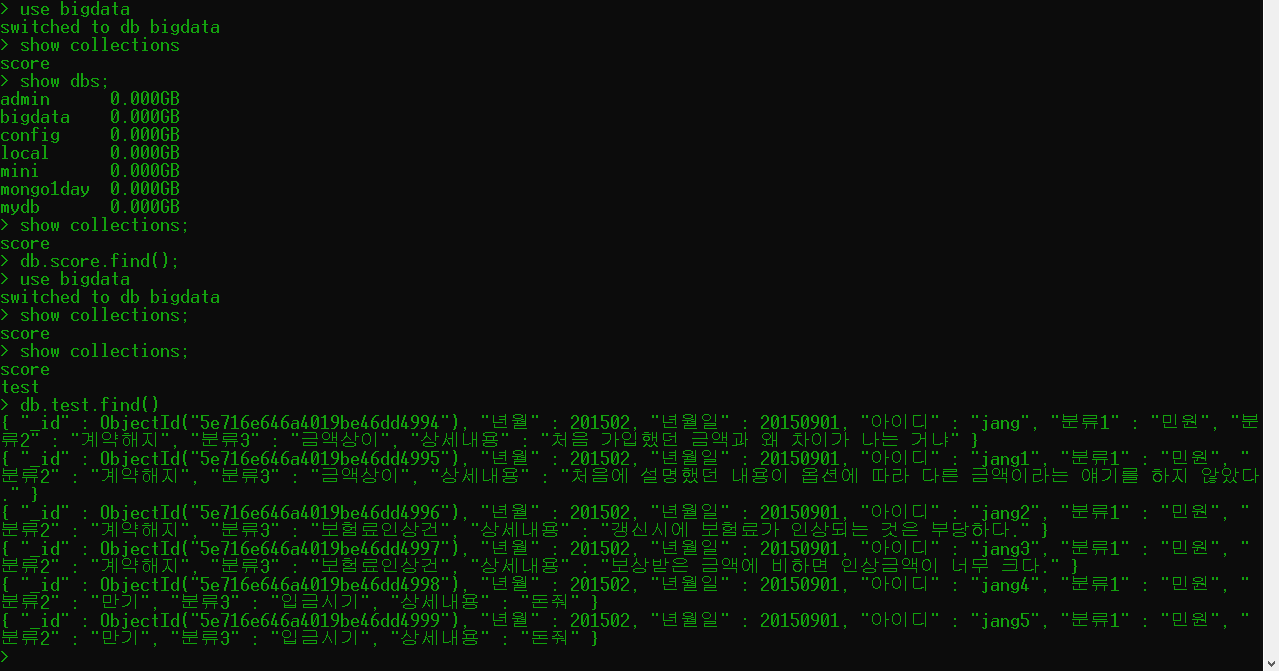 > use bigdata
switched to db bigdata
> show collections
score
> show dbs;
admin      0.000GB
bigdata    0.000GB
config     0.000GB
local      0.000GB
mini       0.000GB
mongo1day  0.000GB
mydb       0.000GB
> show collections;
score
> db.score.find();
> use bigdata
switched to db bigdata
> show collections;
score
> show collections;
score
test
> db.test.find()
{ "_id" : ObjectId("5e716e646a4019be46dd4994"), "년월" : 201502, "년월일" : 20150901, "아이디" : "jang", "분류1" : "민원", "분
류2" : "계약해지", "분류3" : "금액상이", "상세내용" : "처음 가입했던 금액과 왜 차이가 나는 거냐" }
{ "_id" : ObjectId("5e716e646a4019be46dd4995"), "년월" : 201502, "년월일" : 20150901, "아이디" : "jang1", "분류1" : "민원", "
분류2" : "계약해지", "분류3" : "금액상이", "상세내용" : "처음에 설명했던 내용이 옵션에 따라 다른 금액이라는 얘기를 하지 않았다
." }
{ "_id" : ObjectId("5e716e646a4019be46dd4996"), "년월" : 201502, "년월일" : 20150901, "아이디" : "jang2", "분류1" : "민원", "
분류2" : "계약해지", "분류3" : "보험료인상건", "상세내용" : "갱신시에 보험료가 인상되는 것은 부당하다." }
{ "_id" : ObjectId("5e716e646a4019be46dd4997"), "년월" : 201502, "년월일" : 20150901, "아이디" : "jang3", "분류1" : "민원", "
분류2" : "계약해지", "분류3" : "보험료인상건", "상세내용" : "보상받은 금액에 비하면 인상금액이 너무 크다." }
{ "_id" : ObjectId("5e716e646a4019be46dd4998"), "년월" : 201502, "년월일" : 20150901, "아이디" : "jang4", "분류1" : "민원", "
분류2" : "만기", "분류3" : "입금시기", "상세내용" : "돈줘" }
{ "_id" : ObjectId("5e716e646a4019be46dd4999"), "년월" : 201502, "년월일" : 20150901, "아이디" : "jang5", "분류1" : "민원", "
분류2" : "만기", "분류3" : "입금시기", "상세내용" : "돈줘" }
>